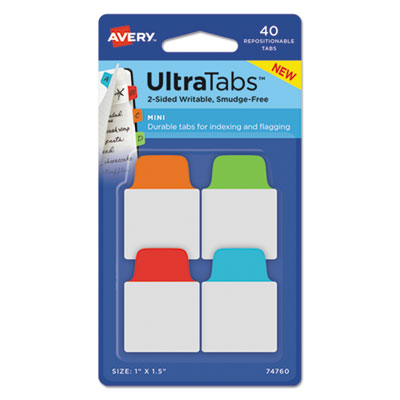 AVERY
40
REPOSITIONABLE
TABS
UltraTabs™
NEW
2-Sided Writable, Smudge-Free
MINI
Durable tabs for indexing and flagging
A
B
C
D
SIZE: 1" X 1.5"
74760